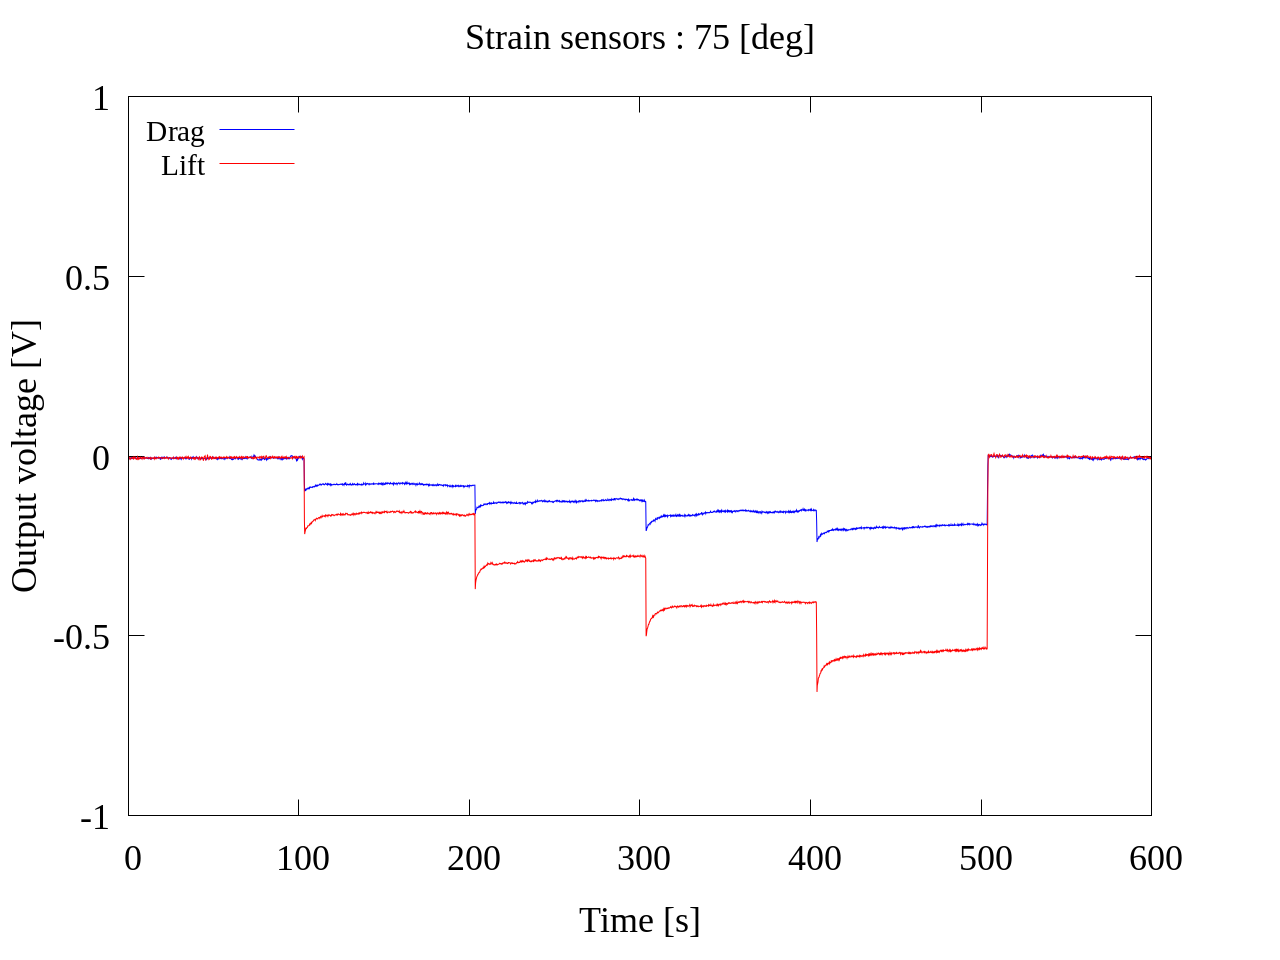 Strain sensors : 75 [deg]
Drag
Lift
1
0.5
0
-0.5
-1
Output voltage [V]
0 100 200 300 400 500 600
Time [s]